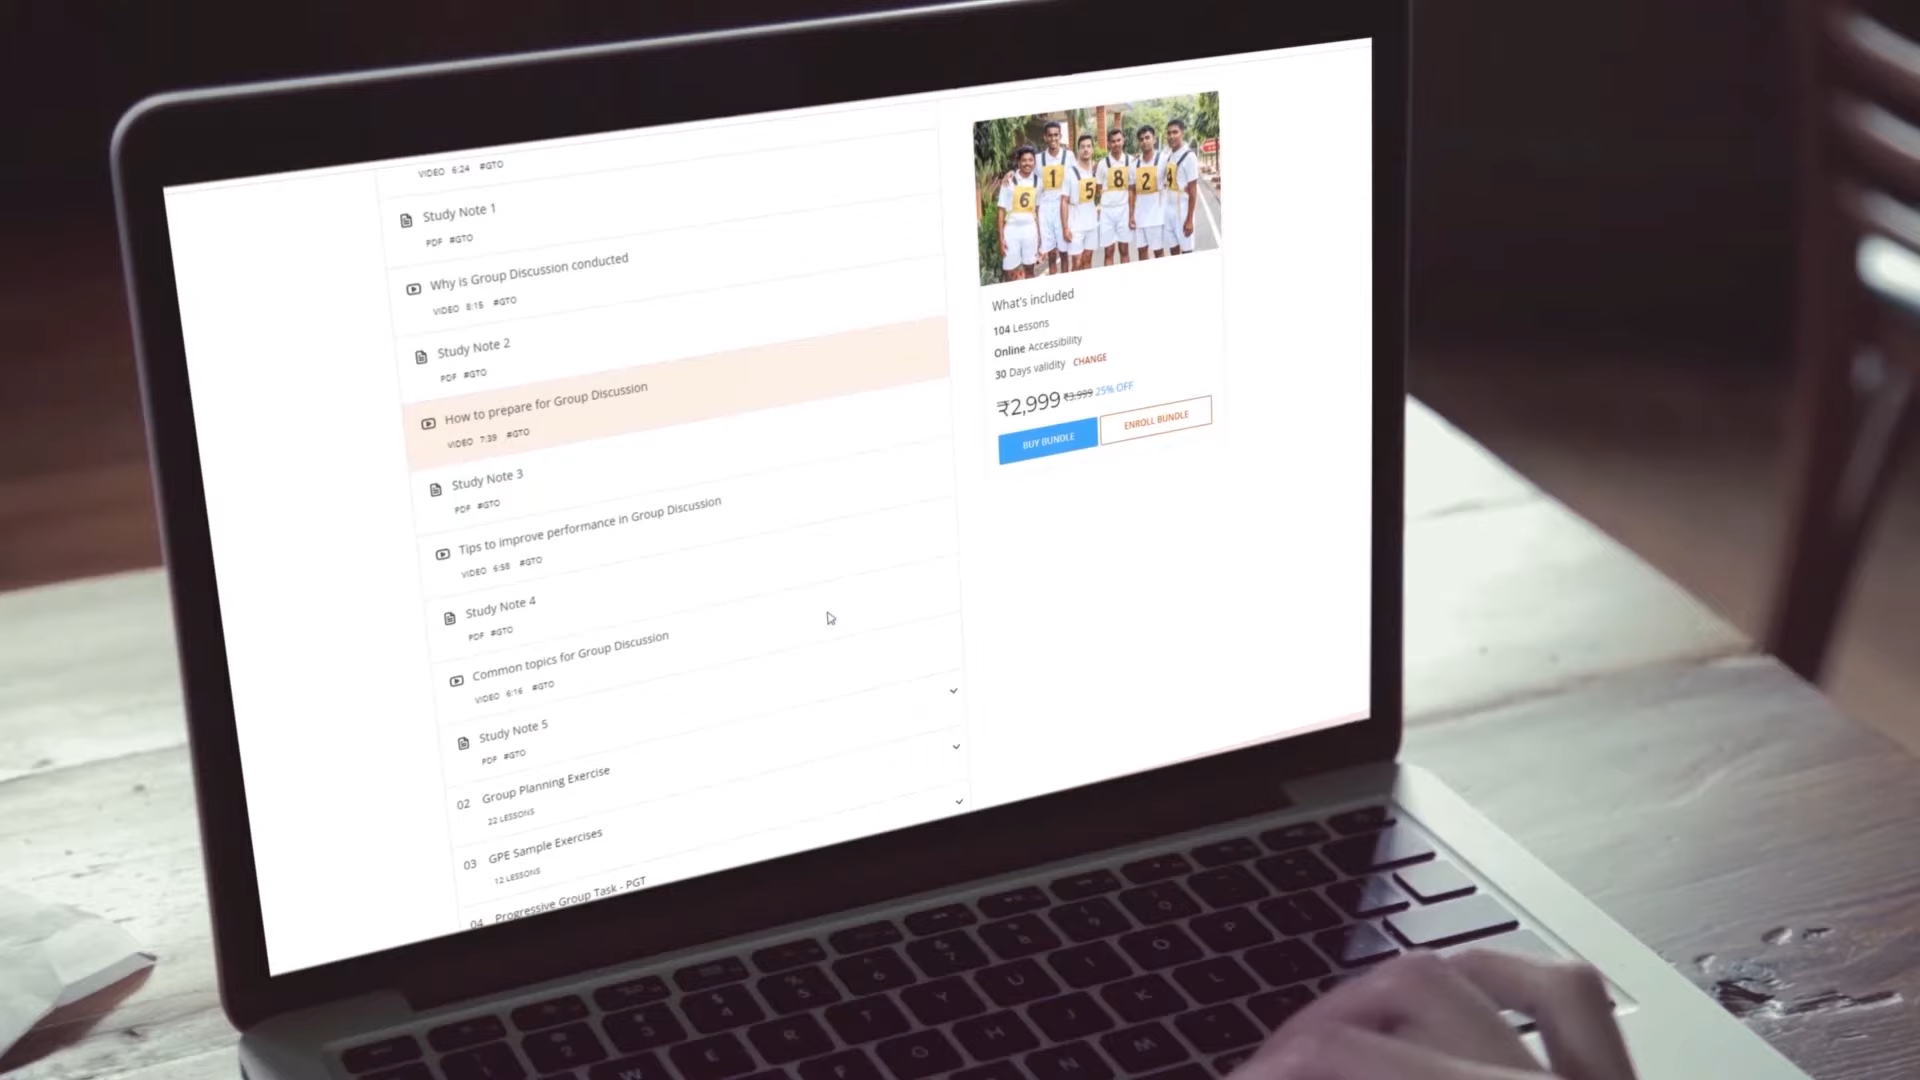 VIDEO 6:24 #GTO
Study Note 1
PDF #GTO
Why is Group Discussion conducted
VIDEO 8:15 #GTO
Study Note 2
PDF #GTO
How to prepare for Group Discussion
VIDEO 7:39 #GTO
Study Note 3
PDF #GTO
Tips to improve performance in Group Discussion
VIDEO 6:58 #GTO
Study Note 4
PDF #GTO
Common topics for Group Discussion
VIDEO 6:16 #GTO
Study Note 5
PDF #GTO
02 Group Planning Exercise
22 LESSONS
03 GPE Sample Exercises
12 LESSONS
04 Progressive Group Task - PGT
6 1 5 8 2 4
What's included
104 Lessons
Online Accessibility
30 Days validity CHANGE
₹2,999 ₹3,999 25% OFF
BUY BUNDLE ENROLL BUNDLE